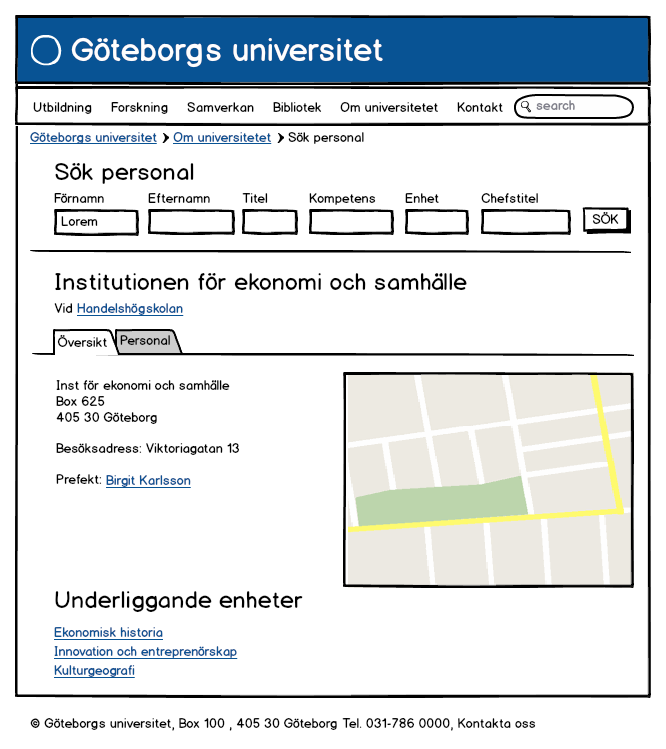 Göteborgs universitet
Utbildning Forskning Samverkan Bibliotek Om universitetet Kontakt search
Göteborgs universitet ❯ Om universitetet ❯ Sök personal
Sök personal
Förnamn Efternamn Titel Kompetens Enhet Chefstitel
Lorem SÖK
Institutionen för ekonomi och samhälle
Vid Handelshögskolan
Översikt Personal
Inst för ekonomi och samhälle
Box 625
405 30 Göteborg
Besöksadress: Viktoriagatan 13
Prefekt: Birgit Karlsson
Underliggande enheter
Ekonomisk historia
Innovation och entreprenörskap
Kulturgeografi
© Göteborgs universitet, Box 100 , 405 30 Göteborg Tel. 031-786 0000, Kontakta oss